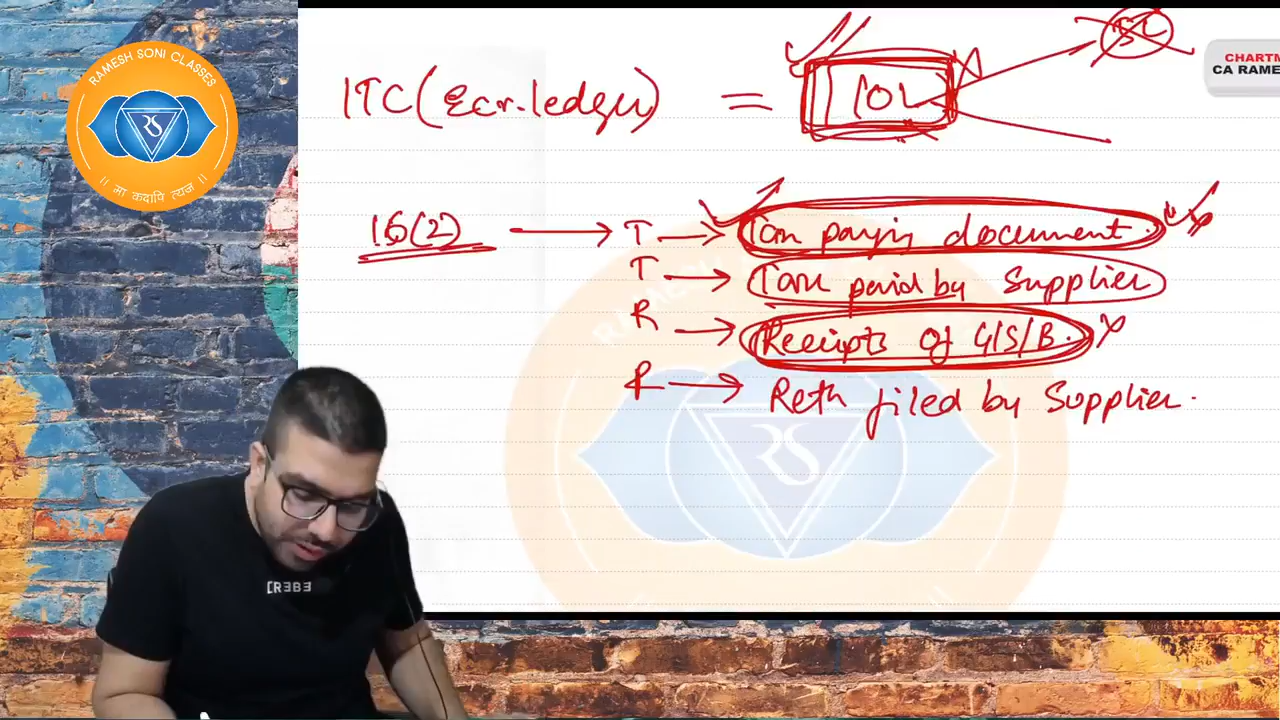 RAMESH SONI CLASSES
|| मा कदापि त्यज ||
CHARTM
CA RAME
ITC (Ecr. ledger) = IOL
16(2) → T → Tax paying document.
T → Tax paid by Supplier
R → Receipts of G/S/B.
R → Retn filed by Supplier.
CREBE